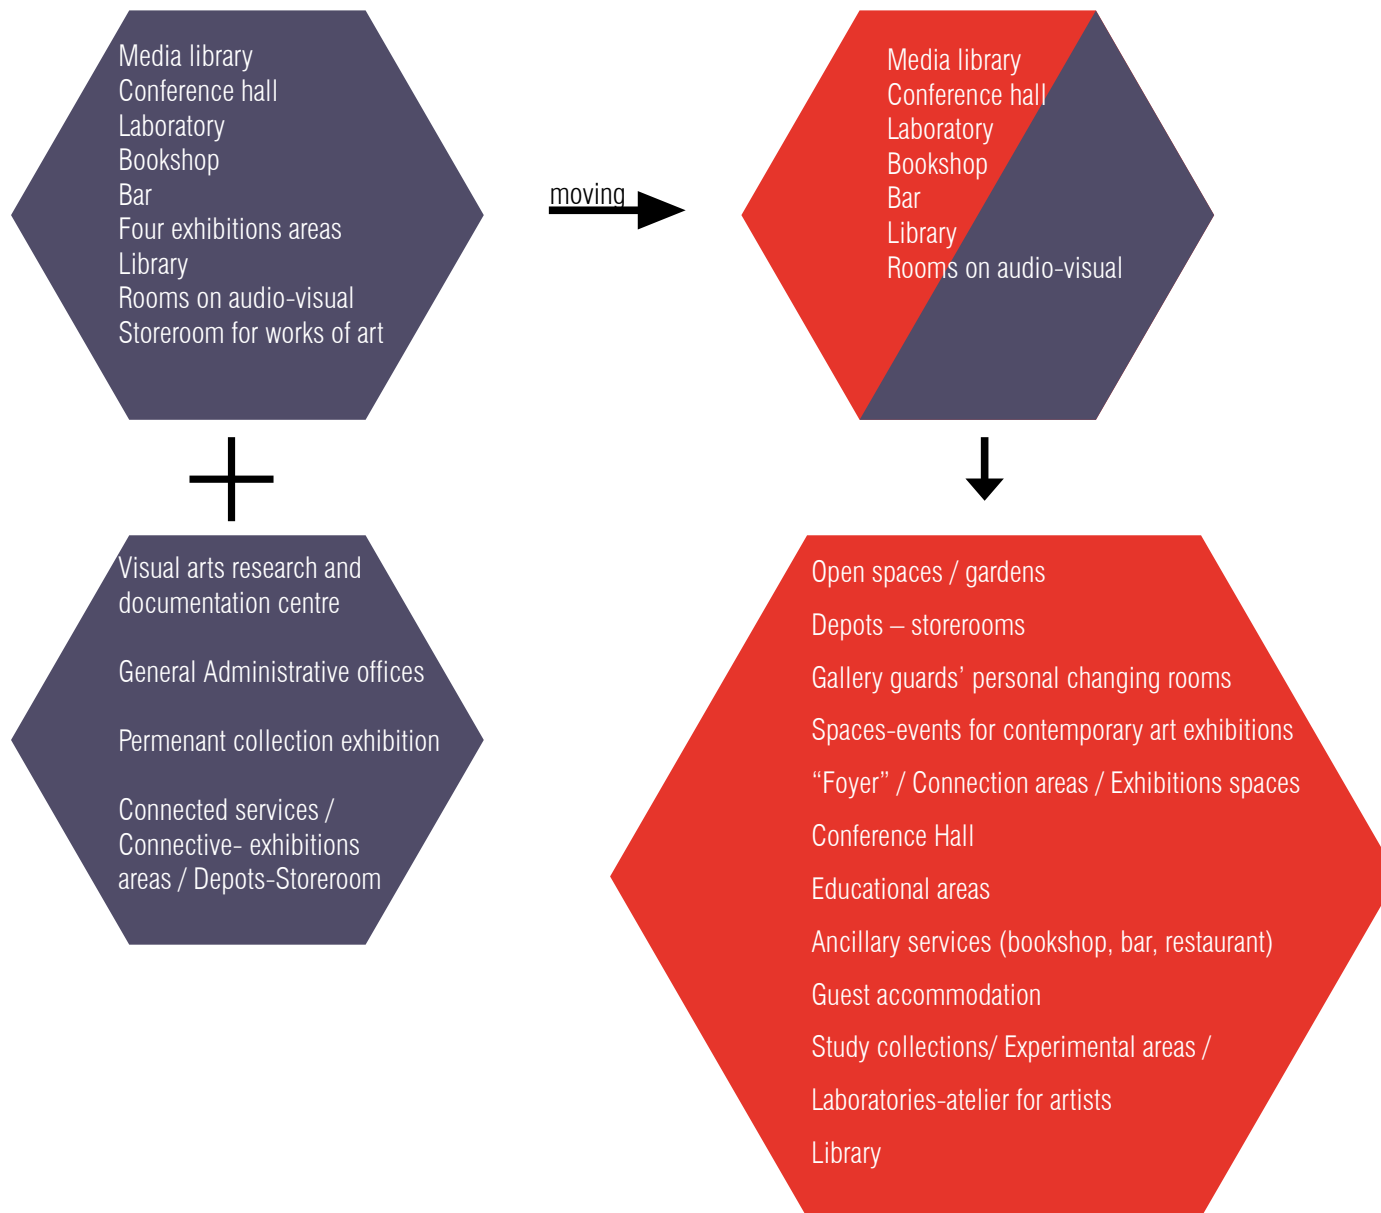 Media library
Conference hall
Laboratory
Bookshop
Bar
Four exhibitions areas
Library
Rooms on audio-visual
Storeroom for works of art
moving
Media library
Conference hall
Laboratory
Bookshop
Bar
Library
Rooms on audio-visual
Visual arts research and
documentation centre
General Administrative offices
Permenant collection exhibition
Connected services /
Connective- exhibitions
areas / Depots-Storeroom
Open spaces / gardens
Depots – storerooms
Gallery guards’ personal changing rooms
Spaces-events for contemporary art exhibitions
“Foyer” / Connection areas / Exhibitions spaces
Conference Hall
Educational areas
Ancillary services (bookshop, bar, restaurant)
Guest accommodation
Study collections/ Experimental areas /
Laboratories-atelier for artists
Library